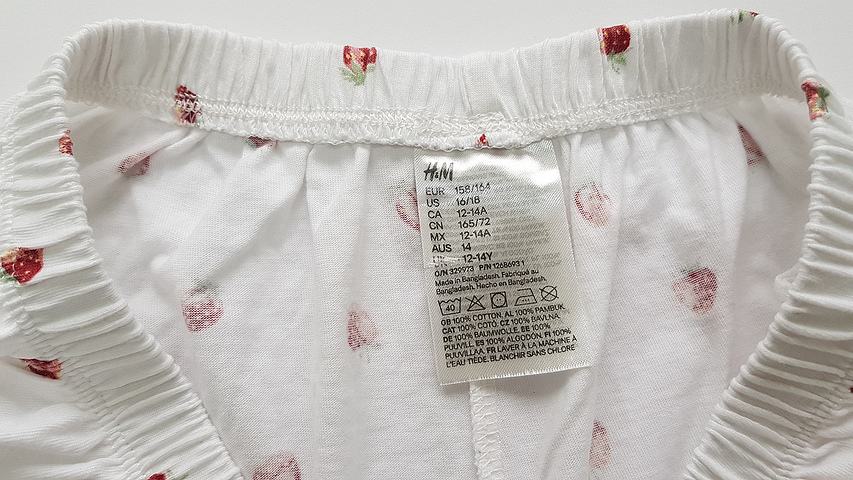 H&M
EUR 158/164
US 16/18
CA 12-14A
CN 165/72
MX 12-14A
AUS 14
12-14Y
O/N 329973 P/N 1268693 1
Made in Bangladesh. Fabriqué au
Bangladesh. Hecho en Bangladesh.
40
GB 100% COTTON. AL 100% PAMBUK.
CAT 100% COTÓ. CZ 100% BAVLNA.
DE 100% BAUMWOLLE. EE 100%
PUUVILL. ES 100% ALGODÓN. FI 100%
PUUVILLAA. FR LAVER À LA MACHINE À
L'EAU TIÈDE. BLANCHIR SANS CHLORE